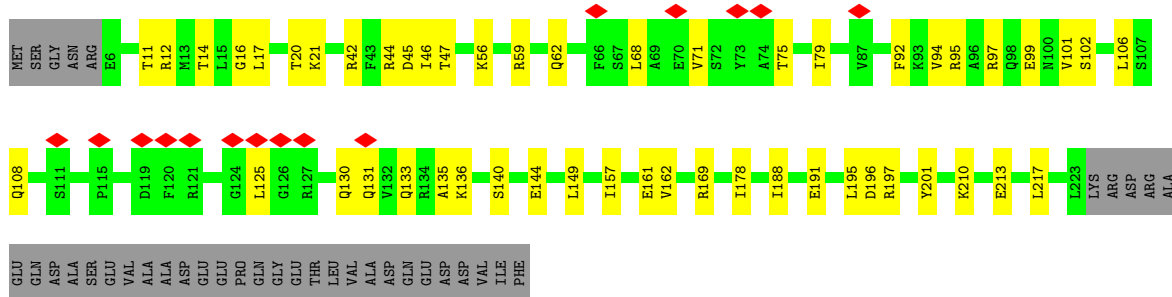 MET SER GLY ASN ARG E6 T11 R12 M13 T14 L15 G16 L17 T20 K21 R42 F43 R44 D45 I46 T47 K56 R59 Q62 F66 S67 L68 A69 E70 V71 S72 Y73 A74 T75 I79 V87 F92 K93 V94 R95 A96 R97 Q98 E99 N100 V101 S102 L106 S107
Q108 S111 P115 D119 F120 R121 G124 L125 G126 R127 Q130 Q131 V132 Q133 R134 A135 K136 S140 E144 L149 I157 E161 V162 R169 I178 I188 E191 L195 D196 R197 Y201 K210 E213 L217 L223 LYS ARG ASP ARG ALA
GLU GLN ASP ALA SER GLU VAL ALA ALA ASP GLU GLU PRO GLN GLY GLU THR LEU VAL ALA ASP GLN GLU ASP ASP VAL ILE PHE